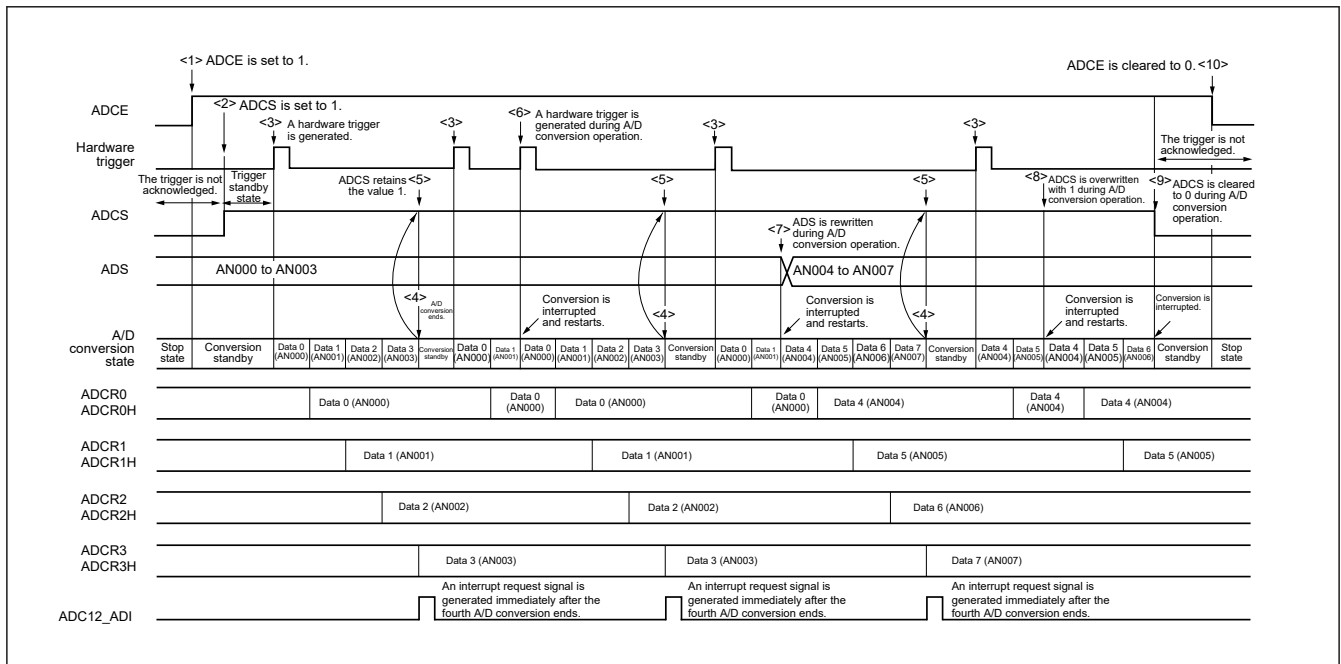 <1> ADCE is set to 1.
ADCE is cleared to 0. <10>
ADCE
<2> ADCS is set to 1.
<3> A hardware trigger
is generated.
<3>
<6> A hardware trigger is
generated during A/D
conversion operation.
<3>
<3>
The trigger is not
acknowledged.
Hardware
trigger
The trigger is not
acknowledged.
Trigger
standby
state
ADCS retains
the value 1.
<5>
<5>
<5>
<8> ADCS is overwritten
with 1 during A/D
conversion operation.
<9> ADCS is cleared
to 0 during A/D
conversion
operation.
ADCS
<7> ADS is rewritten
during A/D
conversion operation.
ADS
AN000 to AN003
AN004 to AN007
<4> A/D
conversion
ends.
Conversion is
interrupted
and restarts.
<4>
Conversion is
interrupted
and restarts.
<4>
Conversion is
interrupted
and restarts.
Conversion is
interrupted.
A/D
conversion
state
Stop
state
Conversion
standby
Data 0
(AN000)
Data 1
(AN001)
Data 2
(AN002)
Data 3
(AN003)
Conversion
standby
Data 0
(AN000)
Data 1
(AN001)
Data 0
(AN000)
Data 1
(AN001)
Data 2
(AN002)
Data 3
(AN003)
Conversion
standby
Data 0
(AN000)
Data 1
(AN001)
Data 4
(AN004)
Data 5
(AN005)
Data 6
(AN006)
Data 7
(AN007)
Conversion
standby
Data 4
(AN004)
Data 5
(AN005)
Data 4
(AN004)
Data 5
(AN005)
Data 6
(AN006)
Conversion
standby
Stop
state
ADCR0
ADCR0H
Data 0 (AN000)
Data 0
(AN000)
Data 0 (AN000)
Data 0
(AN000)
Data 4 (AN004)
Data 4
(AN004)
Data 4 (AN004)
ADCR1
ADCR1H
Data 1 (AN001)
Data 1 (AN001)
Data 5 (AN005)
Data 5 (AN005)
ADCR2
ADCR2H
Data 2 (AN002)
Data 2 (AN002)
Data 6 (AN006)
ADCR3
ADCR3H
Data 3 (AN003)
Data 3 (AN003)
Data 7 (AN007)
ADC12_ADI
An interrupt request signal is
generated immediately after the
fourth A/D conversion ends.
An interrupt request signal is
generated immediately after the
fourth A/D conversion ends.
An interrupt request signal is
generated immediately after the
fourth A/D conversion ends.